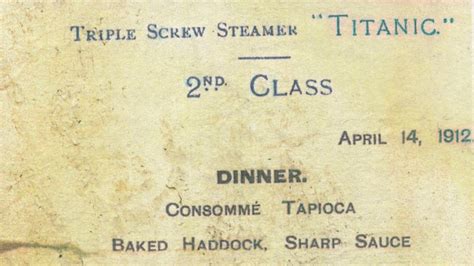 TRIPLE SCREW STEAMER "TITANIC."
2ND. CLASS
APRIL 14, 1912.
DINNER.
CONSOMMÉ TAPIOCA
BAKED HADDOCK, SHARP SAUCE